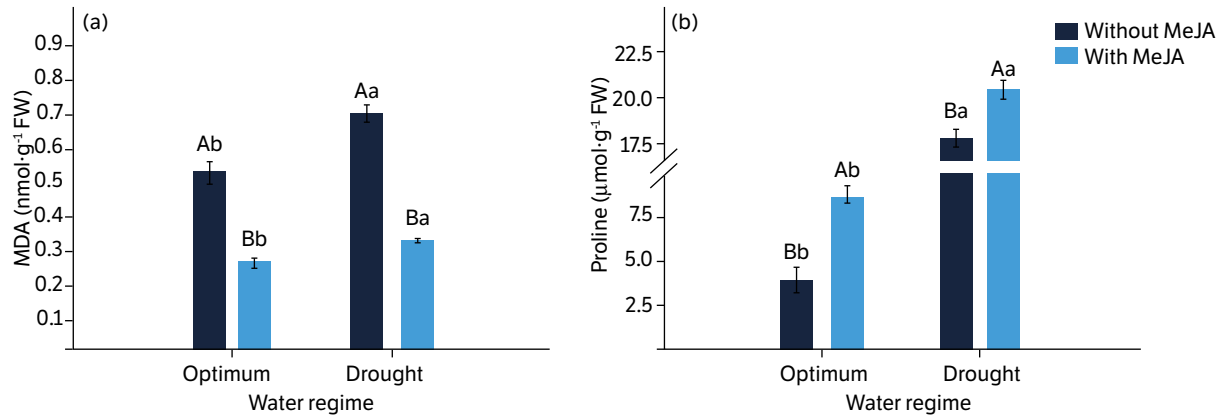 (a)
MDA (nmol·g⁻¹ FW)
0.9
0.8
0.7
0.6
0.5
0.4
0.3
0.2
0.1
Ab
Bb
Aa
Ba
Optimum
Drought
Water regime
(b)
Proline (μmol·g⁻¹ FW)
22.5
20.0
17.5
7.5
5.0
2.5
Bb
Ab
Ba
Aa
Optimum
Drought
Water regime
Without MeJA
With MeJA